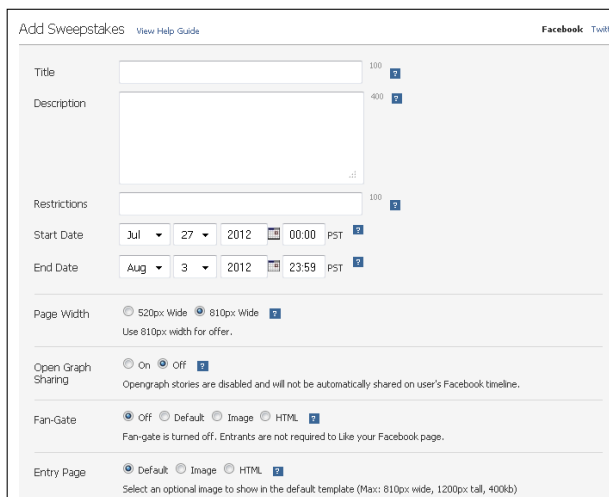 Add Sweepstakes View Help Guide Facebook
Title 100 ?
Description 400 ?
Restrictions 100 ?
Start Date Jul 27 2012 00:00 PST ?
End Date Aug 3 2012 23:59 PST ?
Page Width 520px Wide 810px Wide ?
Use 810px width for offer.
Open Graph Sharing On Off ?
Opengraph stories are disabled and will not be automatically shared on user's Facebook timeline.
Fan-Gate Off Default Image HTML ?
Fan-gate is turned off. Entrants are not required to Like your Facebook page.
Entry Page Default Image HTML ?
Select an optional image to show in the default template (Max: 810px wide, 1200px tall, 400kb)